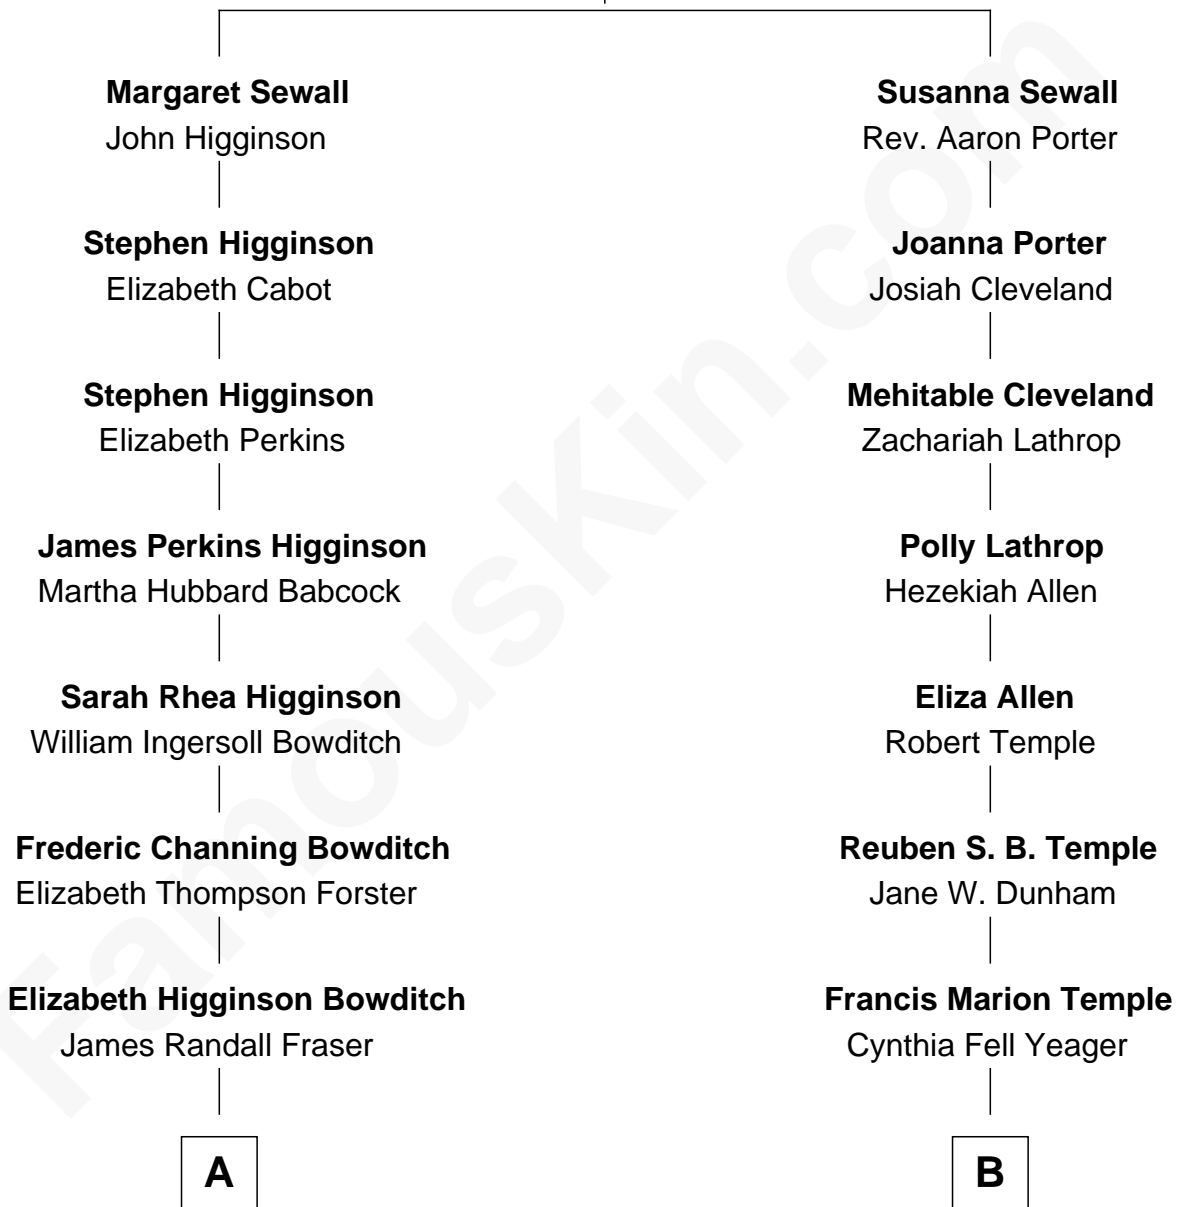 Margaret Sewall
John Higginson
Stephen Higginson
Elizabeth Cabot
Stephen Higginson
Elizabeth Perkins
James Perkins Higginson
Martha Hubbard Babcock
Sarah Rhea Higginson
William Ingersoll Bowditch
Frederic Channing Bowditch
Elizabeth Thompson Forster
Elizabeth Higginson Bowditch
James Randall Fraser
A
Susanna Sewall
Rev. Aaron Porter
Joanna Porter
Josiah Cleveland
Mehitable Cleveland
Zachariah Lathrop
Polly Lathrop
Hezekiah Allen
Eliza Allen
Robert Temple
Reuben S. B. Temple
Jane W. Dunham
Francis Marion Temple
Cynthia Fell Yeager
B
FamousKin.com